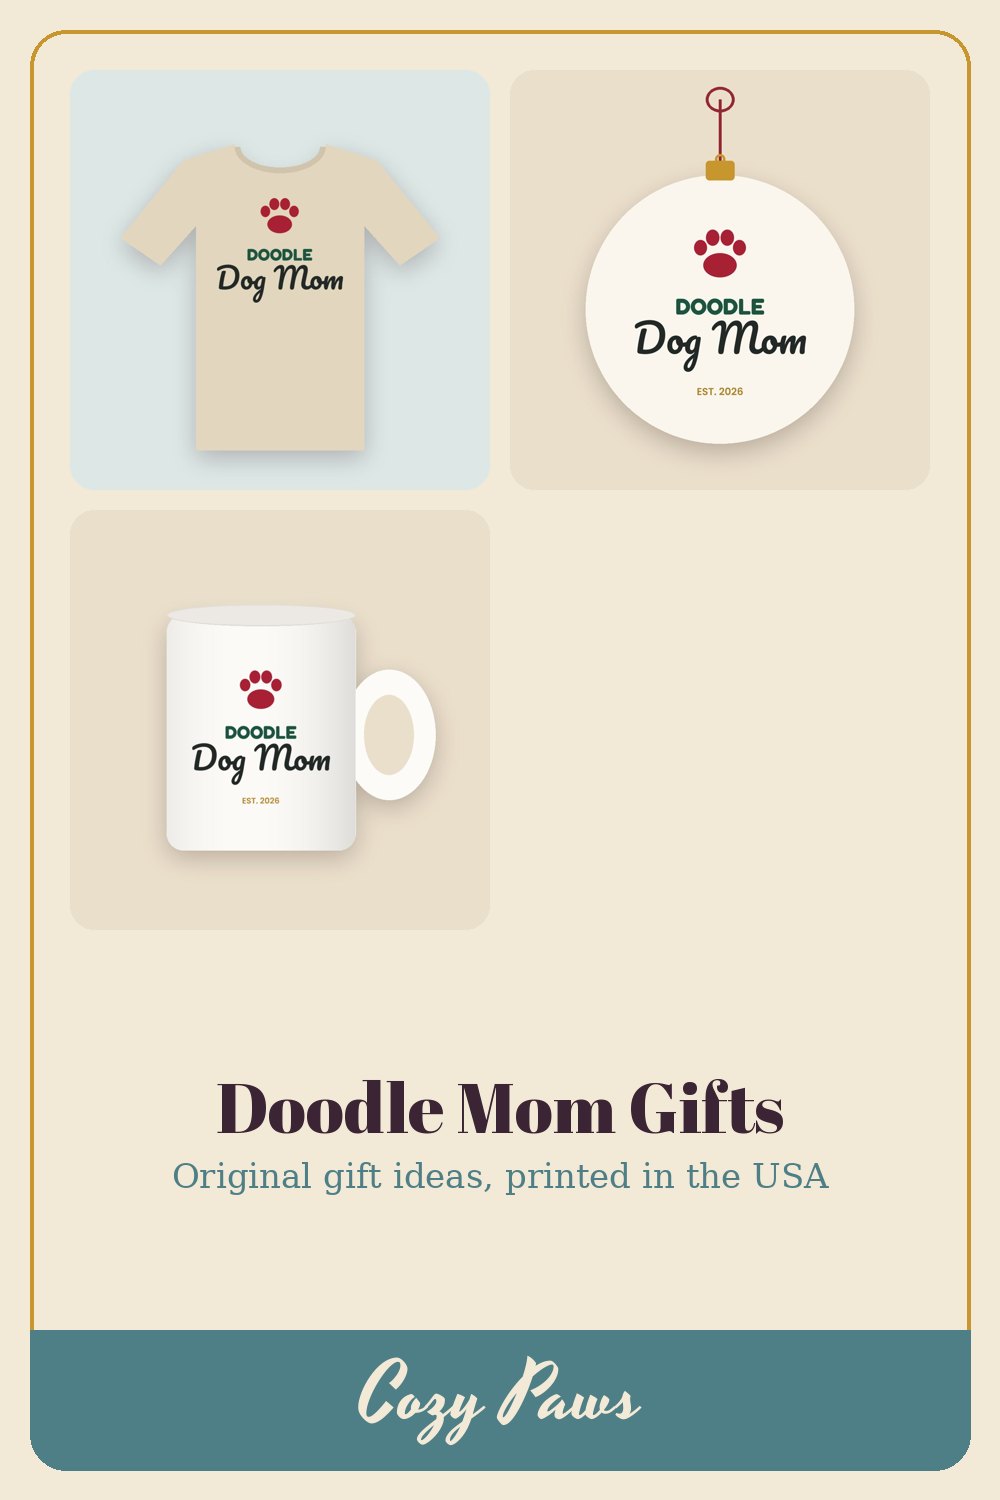 DOODLE
Dog Mom
DOODLE
Dog Mom
EST. 2026
DOODLE
Dog Mom
EST. 2026
Doodle Mom Gifts
Original gift ideas, printed in the USA
Cozy Paws